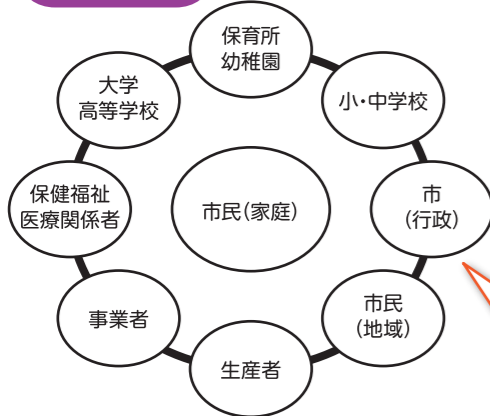 保育所
幼稚園
大学
高等学校
小・中学校
保健福祉
医療関係者
市民(家庭)
市
(行政)
事業者
市民
(地域)
生産者